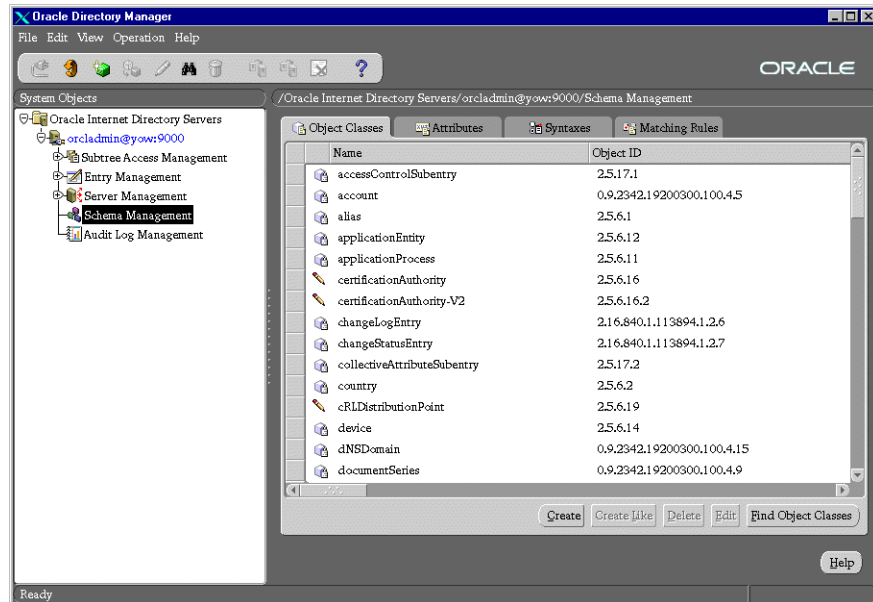 Oracle Directory Manager
File Edit View Operation Help
ORACLE
System Objects
/Oracle Internet Directory Servers/orcladmin@yow:9000/Schema Management
Oracle Internet Directory Servers
orcladmin@yow:9000
Subtree Access Management
Entry Management
Server Management
Schema Management
Audit Log Management
Object Classes Attributes Syntaxes Matching Rules
Name Object ID
accessControlSubentry 2.5.17.1
account 0.9.2342.19200300.100.4.5
alias 2.5.6.1
applicationEntity 2.5.6.12
applicationProcess 2.5.6.11
certificationAuthority 2.5.6.16
certificationAuthority-V2 2.5.6.16.2
changeLogEntry 2.16.840.1.113894.1.2.6
changeStatusEntry 2.16.840.1.113894.1.2.7
collectiveAttributeSubentry 2.5.17.2
country 2.5.6.2
cRLDistributionPoint 2.5.6.19
device 2.5.6.14
dNSDomain 0.9.2342.19200300.100.4.15
documentSeries 0.9.2342.19200300.100.4.9
Create Create Like Delete Edit Find Object Classes
Help
Ready